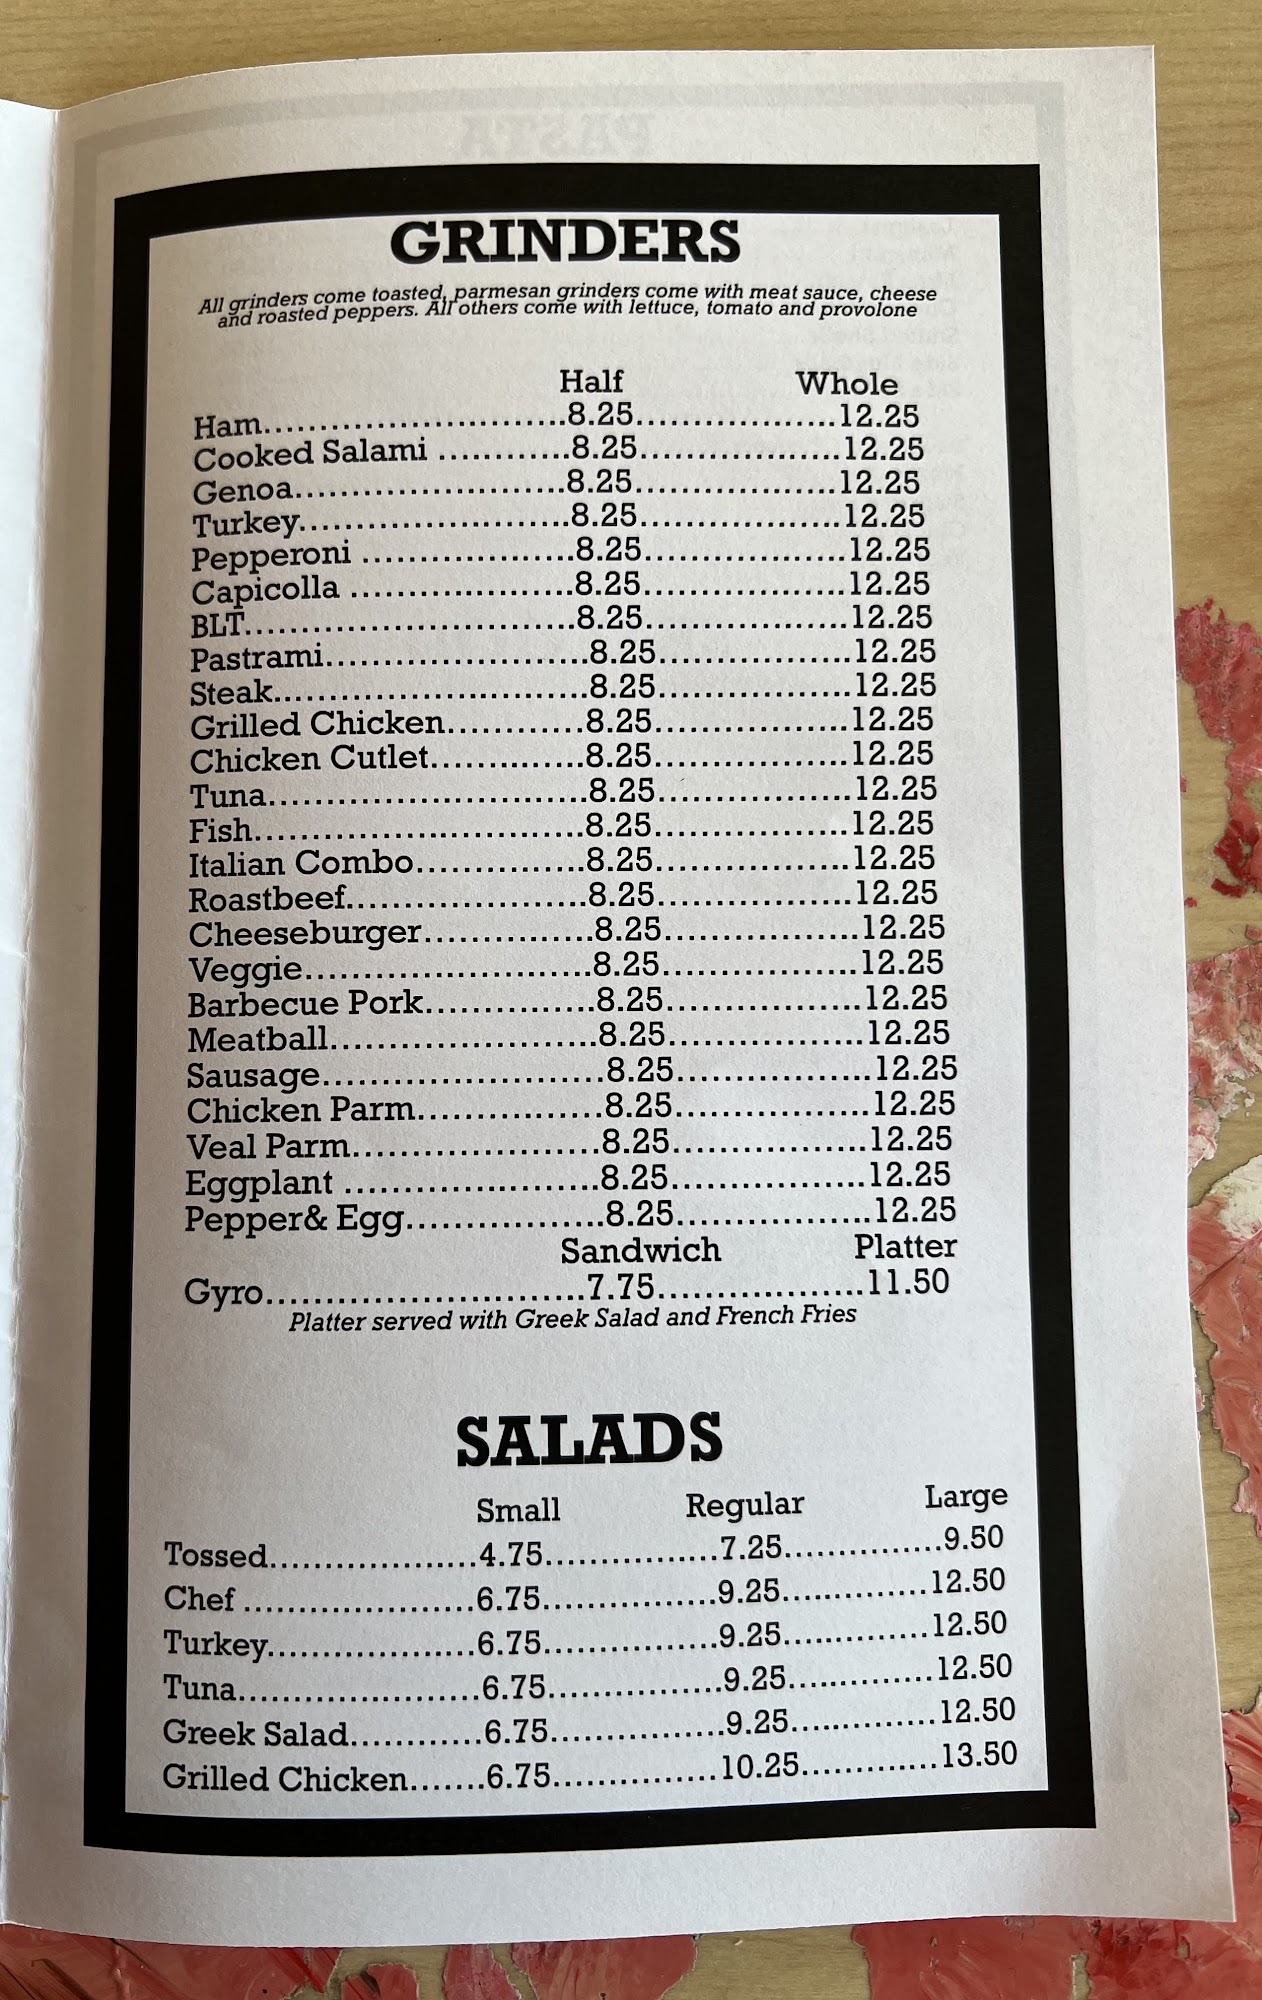 GRINDERS
All grinders come toasted, parmesan grinders come with meat sauce, cheese
and roasted peppers. All others come with lettuce, tomato and provolone
Half Whole
Ham..........................8.25..................12.25
Cooked Salami ............8.25..................12.25
Genoa........................8.25..................12.25
Turkey........................8.25..................12.25
Pepperoni ...................8.25..................12.25
Capicolla ....................8.25..................12.25
BLT.............................8.25..................12.25
Pastrami.......................8.25.................12.25
Steak............................8.25.................12.25
Grilled Chicken............8.25.................12.25
Chicken Cutlet.............8.25.................12.25
Tuna............................8.25.................12.25
Fish.............................8.25.................12.25
Italian Combo...............8.25.................12.25
Roastbeef.....................8.25.................12.25
Cheeseburger...............8.25.................12.25
Veggie.........................8.25.................12.25
Barbecue Pork...............8.25.................12.25
Meatball.......................8.25.................12.25
Sausage.........................8.25.................12.25
Chicken Parm................8.25.................12.25
Veal Parm.....................8.25.................12.25
Eggplant ......................8.25.................12.25
Pepper& Egg.................8.25.................12.25
Sandwich Platter
Gyro............................7.75..................11.50
Platter served with Greek Salad and French Fries
SALADS
Small Regular Large
Tossed...................4.75................7.25..............9.50
Chef .....................6.75................9.25.............12.50
Turkey...................6.75................9.25.............12.50
Tuna......................6.75................9.25.............12.50
Greek Salad............6.75................9.25.............12.50
Grilled Chicken.......6.75...............10.25............13.50